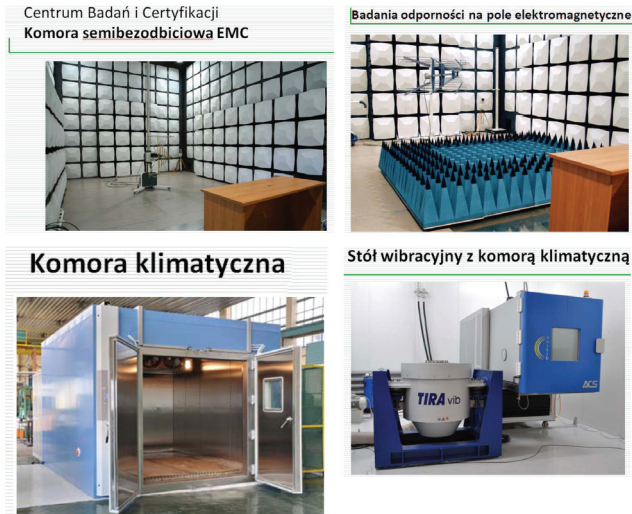 Centrum Badań i Certyfikacji
Komora semibezodbiciowa EMC
Badania odporności na pole elektromagnetyczne
Komora klimatyczna
Stół wibracyjny z komorą klimatyczną
TIRA vib
ACS